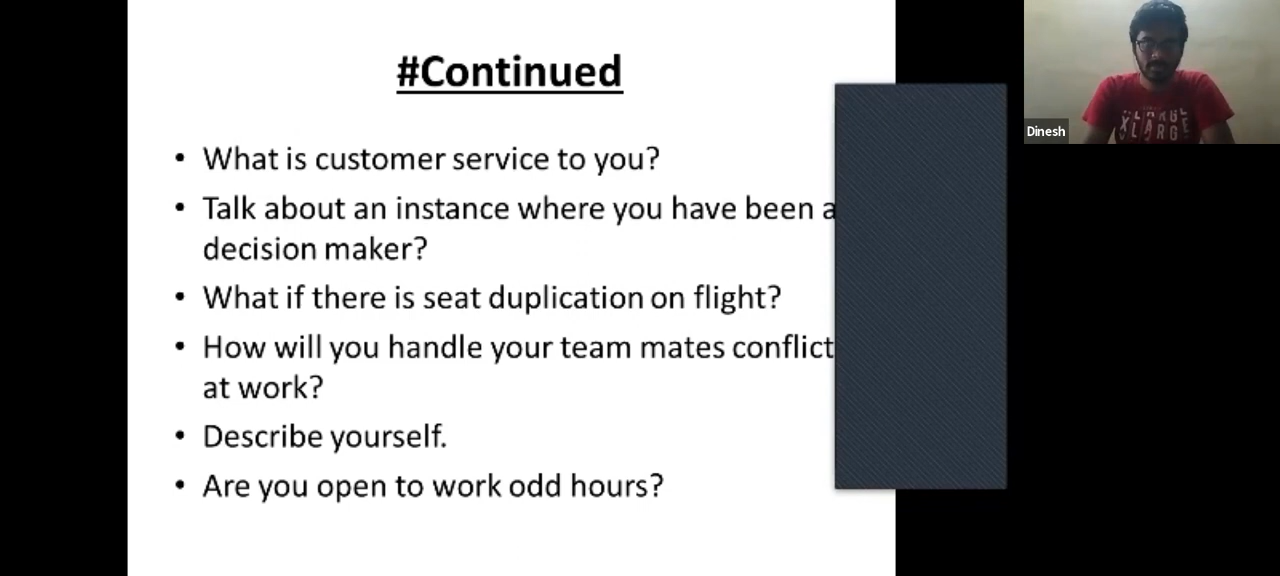 #Continued
• What is customer service to you?
• Talk about an instance where you have been a
decision maker?
• What if there is seat duplication on flight?
• How will you handle your team mates conflict
at work?
• Describe yourself.
• Are you open to work odd hours?
Dinesh
XLARG